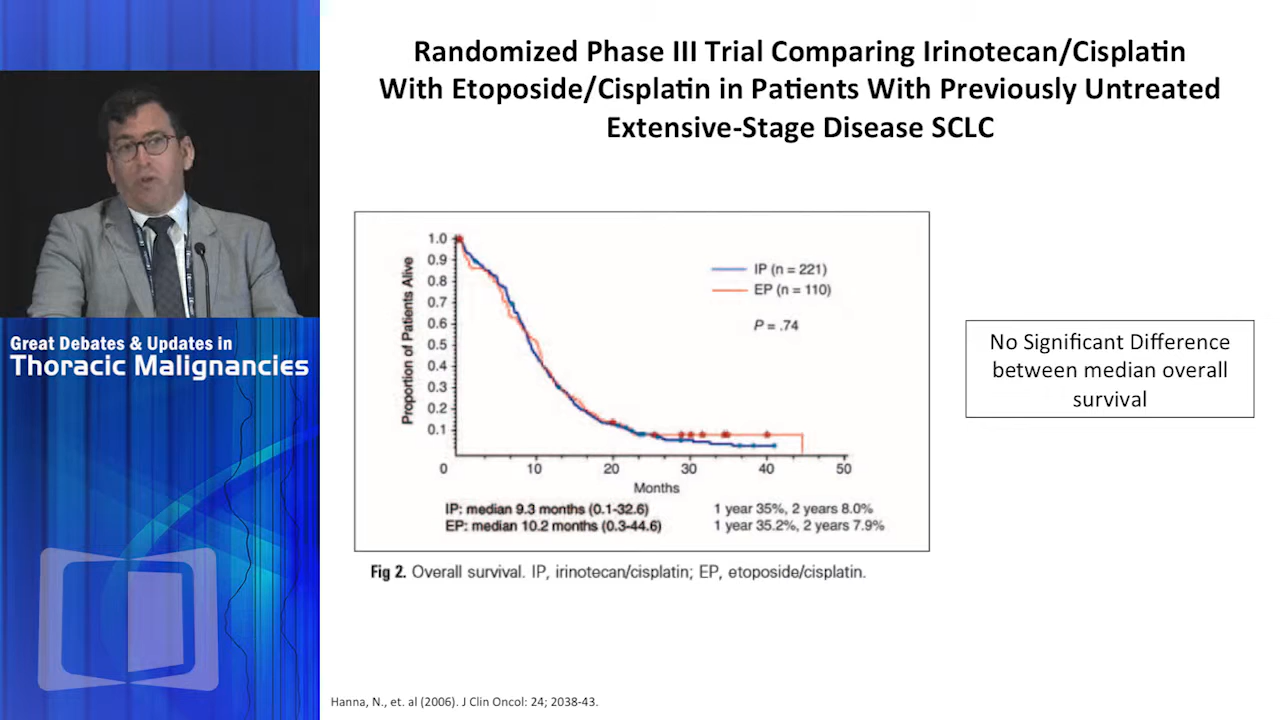 Randomized Phase III Trial Comparing Irinotecan/Cisplatin
With Etoposide/Cisplatin in Patients With Previously Untreated
Extensive-Stage Disease SCLC
Great Debates & Updates in
Thoracic Malignancies
Proportion of Patients Alive
1.0
0.9
0.8
0.7
0.6
0.5
0.4
0.3
0.2
0.1
IP (n = 221)
EP (n = 110)
P = .74
0 10 20 30 40 50
Months
IP: median 9.3 months (0.1-32.6) 1 year 35%, 2 years 8.0%
EP: median 10.2 months (0.3-44.6) 1 year 35.2%, 2 years 7.9%
Fig 2. Overall survival. IP, irinotecan/cisplatin; EP, etoposide/cisplatin.
No Significant Difference
between median overall
survival
Hanna, N., et. al (2006). J Clin Oncol: 24; 2038-43.